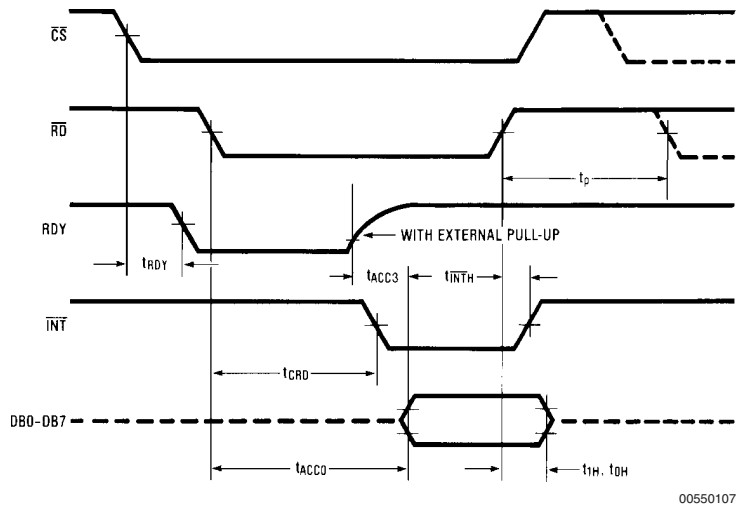 CS
RD
tp
RDY
WITH EXTERNAL PULL-UP
tRDY
tACC3
tINTH
INT
tCRD
DB0-DB7
tACC0
t1H, t0H
00550107